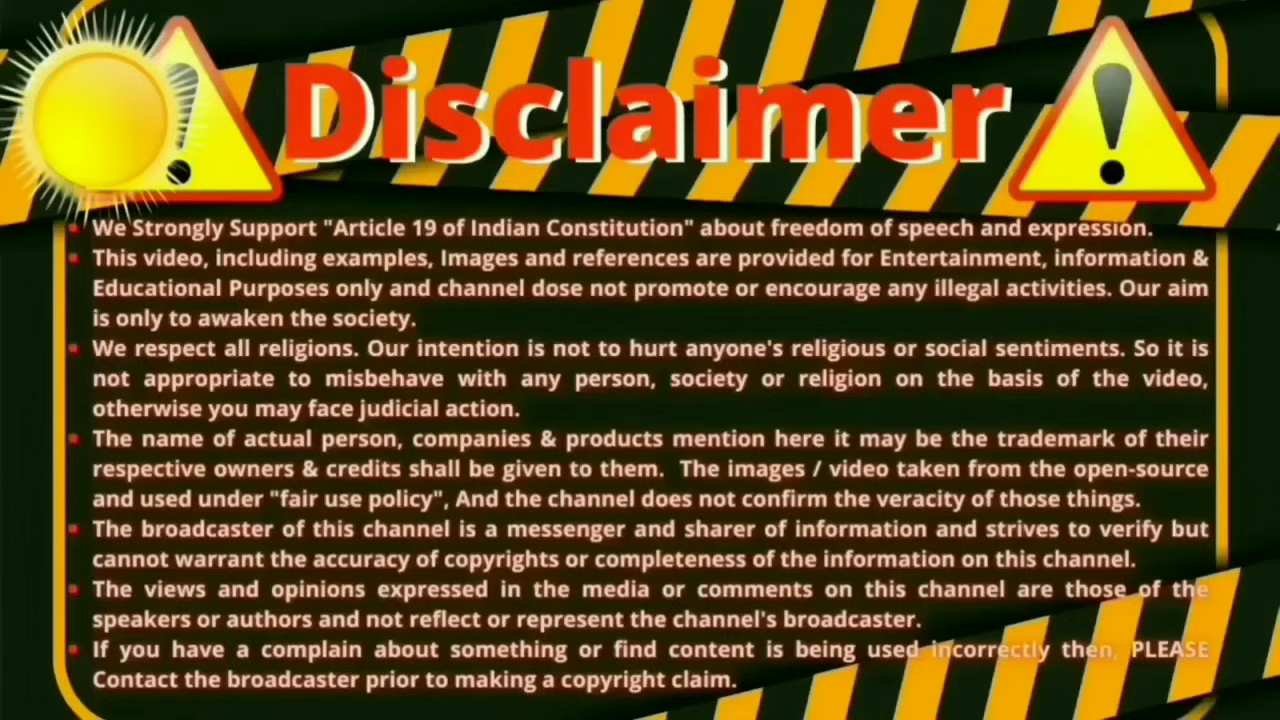 Disclaimer
We Strongly Support "Article 19 of Indian Constitution" about freedom of speech and expression.
This video, including examples, Images and references are provided for Entertainment, information &
Educational Purposes only and channel dose not promote or encourage any illegal activities. Our aim
is only to awaken the society.
We respect all religions. Our intention is not to hurt anyone's religious or social sentiments. So it is
not appropriate to misbehave with any person, society or religion on the basis of the video,
otherwise you may face judicial action.
The name of actual person, companies & products mention here it may be the trademark of their
respective owners & credits shall be given to them. The images / video taken from the open-source
and used under "fair use policy", And the channel does not confirm the veracity of those things.
The broadcaster of this channel is a messenger and sharer of information and strives to verify but
cannot warrant the accuracy of copyrights or completeness of the information on this channel.
The views and opinions expressed in the media or comments on this channel are those of the
speakers or authors and not reflect or represent the channel's broadcaster.
If you have a complain about something or find content is being used incorrectly then, PLEASE
Contact the broadcaster prior to making a copyright claim.